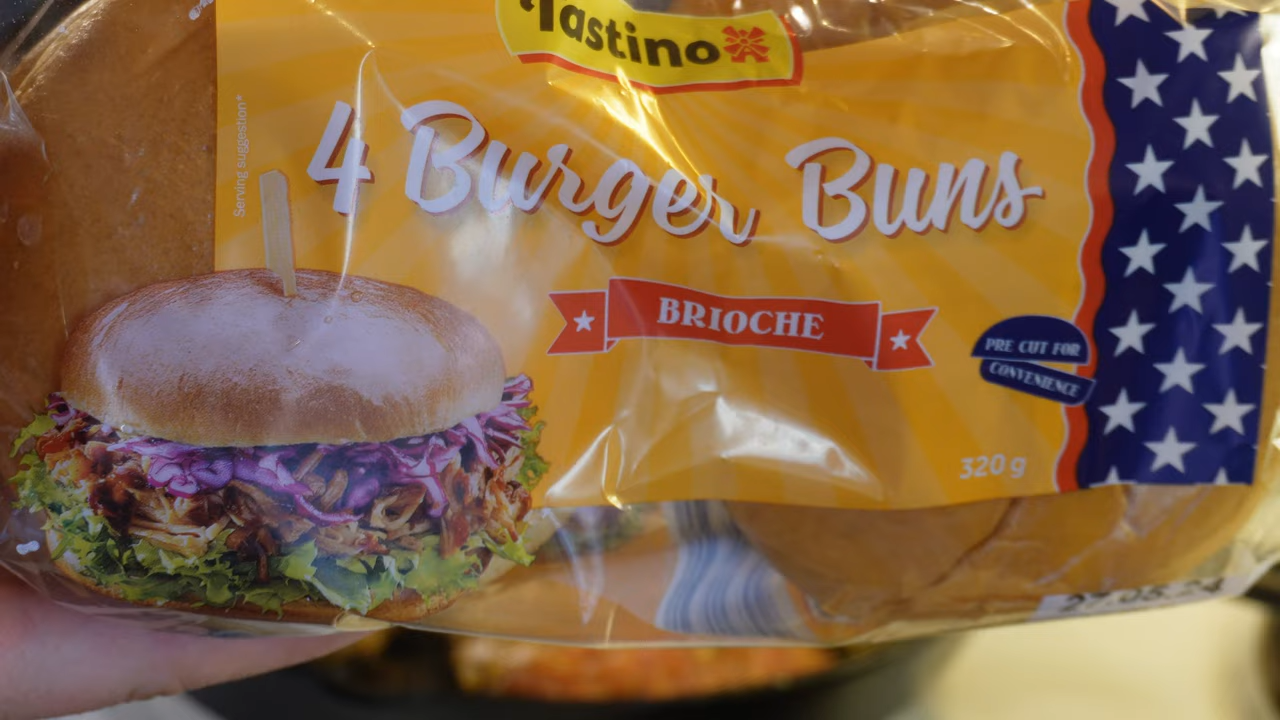 Tastino
Serving suggestion*
4 Burger Buns
BRIOCHE
PRE CUT FOR
CONVENIENCE
320 g